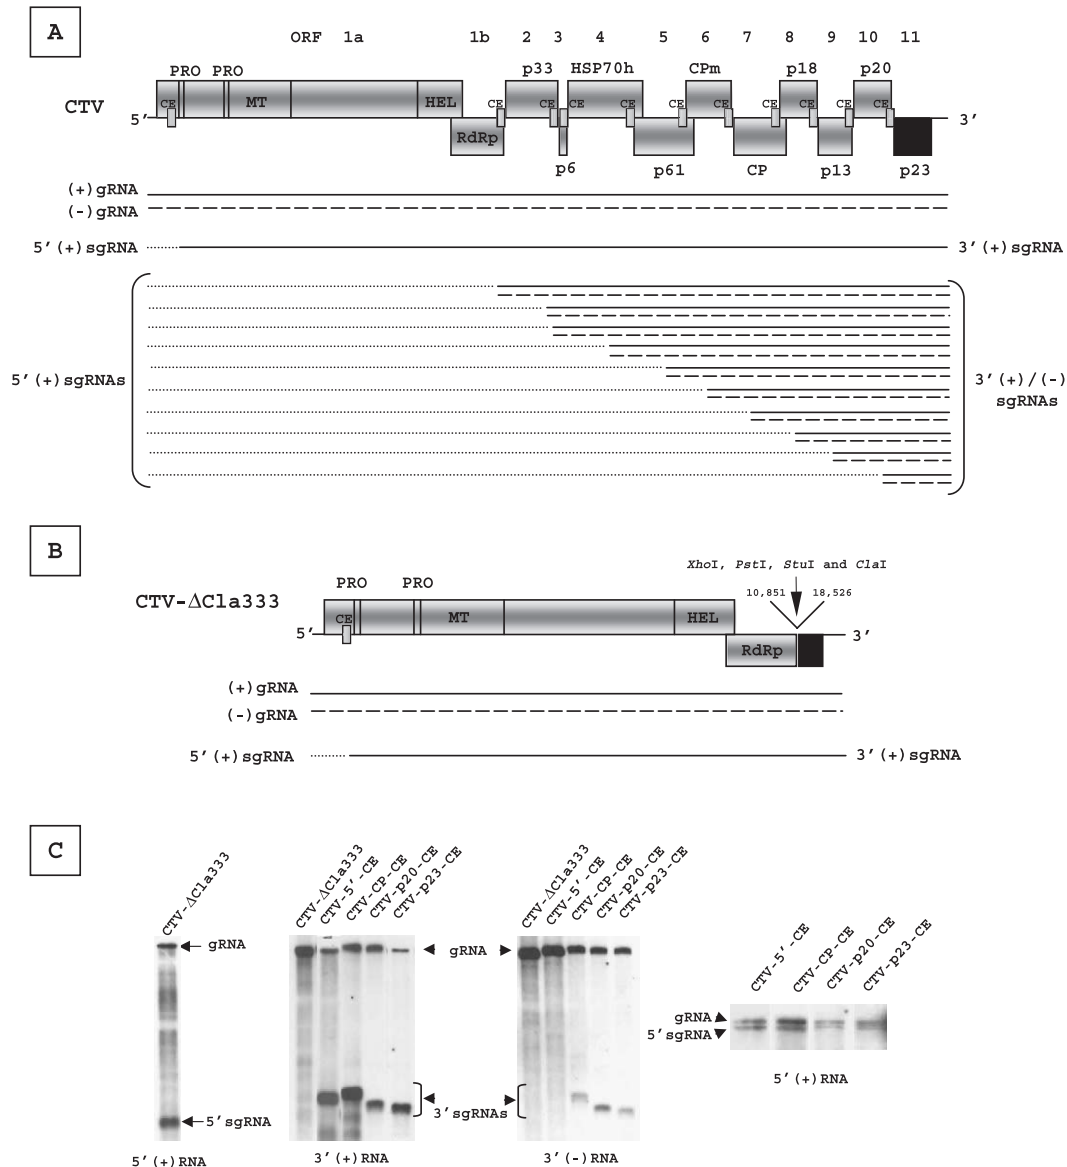 A
ORF 1a 1b 2 3 4 5 6 7 8 9 10 11
PRO PRO p33 HSP70h CPm p18 p20
CTV CE MT HEL CE CE CE CE CE CE CE CE CE CE
5′ 3′
RdRp
p6 p61 CP p13 p23
(+)gRNA
(-)gRNA
5′(+)sgRNA 3′(+)sgRNA
5′(+)sgRNAs 3′(+)/(-)
sgRNAs
B
XhoI, PstI, StuI and ClaI
PRO PRO 10,851 18,526
CTV-ΔCla333
CE MT HEL
5′ 3′
RdRp
(+)gRNA
(-)gRNA
5′(+)sgRNA 3′(+)sgRNA
C
CTV-ΔCla333
gRNA
5′sgRNA
5′(+)RNA
CTV-ΔCla333
CTV-5′-CE
CTV-CP-CE
CTV-p20-CE
CTV-p23-CE
gRNA
3′sgRNAs
3′(+)RNA
CTV-ΔCla333
CTV-5′-CE
CTV-CP-CE
CTV-p20-CE
CTV-p23-CE
3′(-)RNA
CTV-5′-CE
CTV-CP-CE
CTV-p20-CE
CTV-p23-CE
gRNA
5′sgRNA
5′(+)RNA